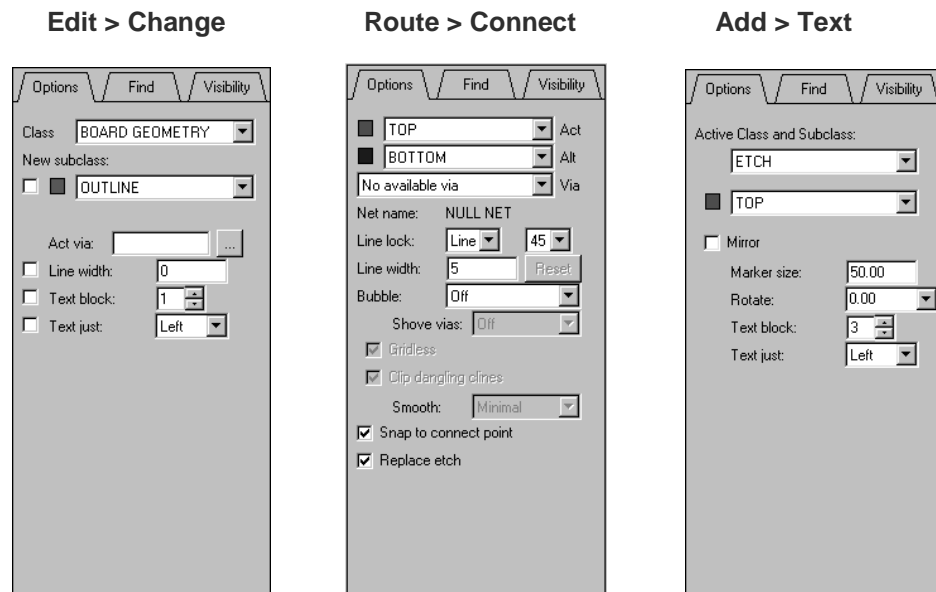 Edit > Change
Options
Find
Visibility
Class
BOARD GEOMETRY
New subclass:
OUTLINE
Act via:
...
Line width:
0
Text block:
1
Text just:
Left
Route > Connect
Options
Find
Visibility
TOP
Act
BOTTOM
Alt
No available via
Via
Net name:
NULL NET
Line lock:
Line
45
Line width:
5
Reset
Bubble:
Off
Shove vias:
Off
Gridless
Clip dangling clines
Smooth:
Minimal
Snap to connect point
Replace etch
Add > Text
Options
Find
Visibility
Active Class and Subclass:
ETCH
TOP
Mirror
Marker size:
50.00
Rotate:
0.00
Text block:
3
Text just:
Left